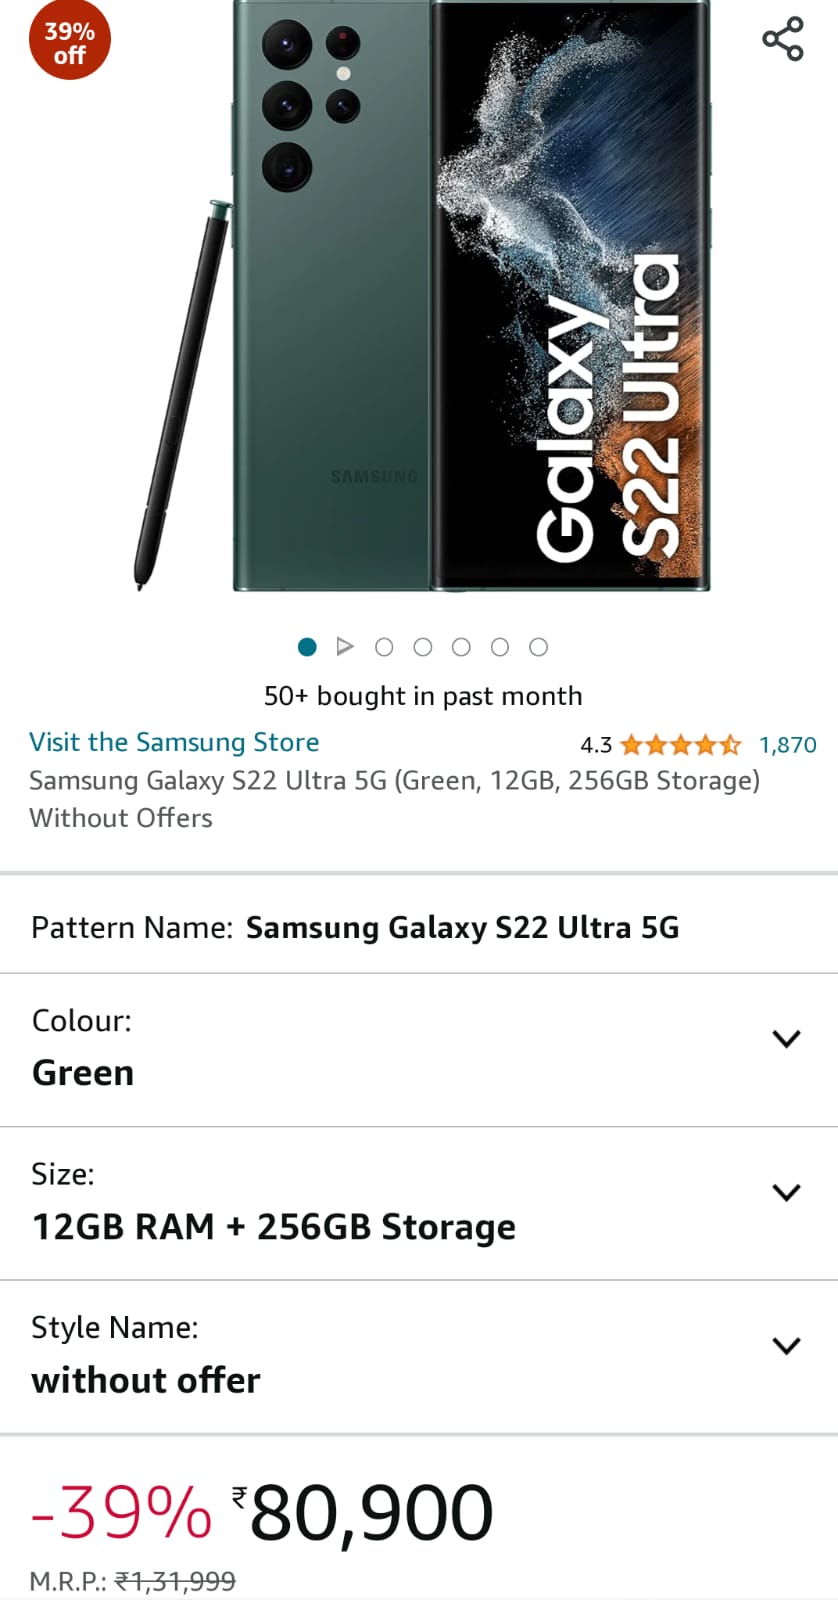 39%
off
SAMSUNG
Galaxy
S22 Ultra
50+ bought in past month
Visit the Samsung Store
4.3
1,870
Samsung Galaxy S22 Ultra 5G (Green, 12GB, 256GB Storage)
Without Offers
Pattern Name: Samsung Galaxy S22 Ultra 5G
Colour:
Green
Size:
12GB RAM + 256GB Storage
Style Name:
without offer
-39% ₹80,900
M.R.P.: ₹1,31,999